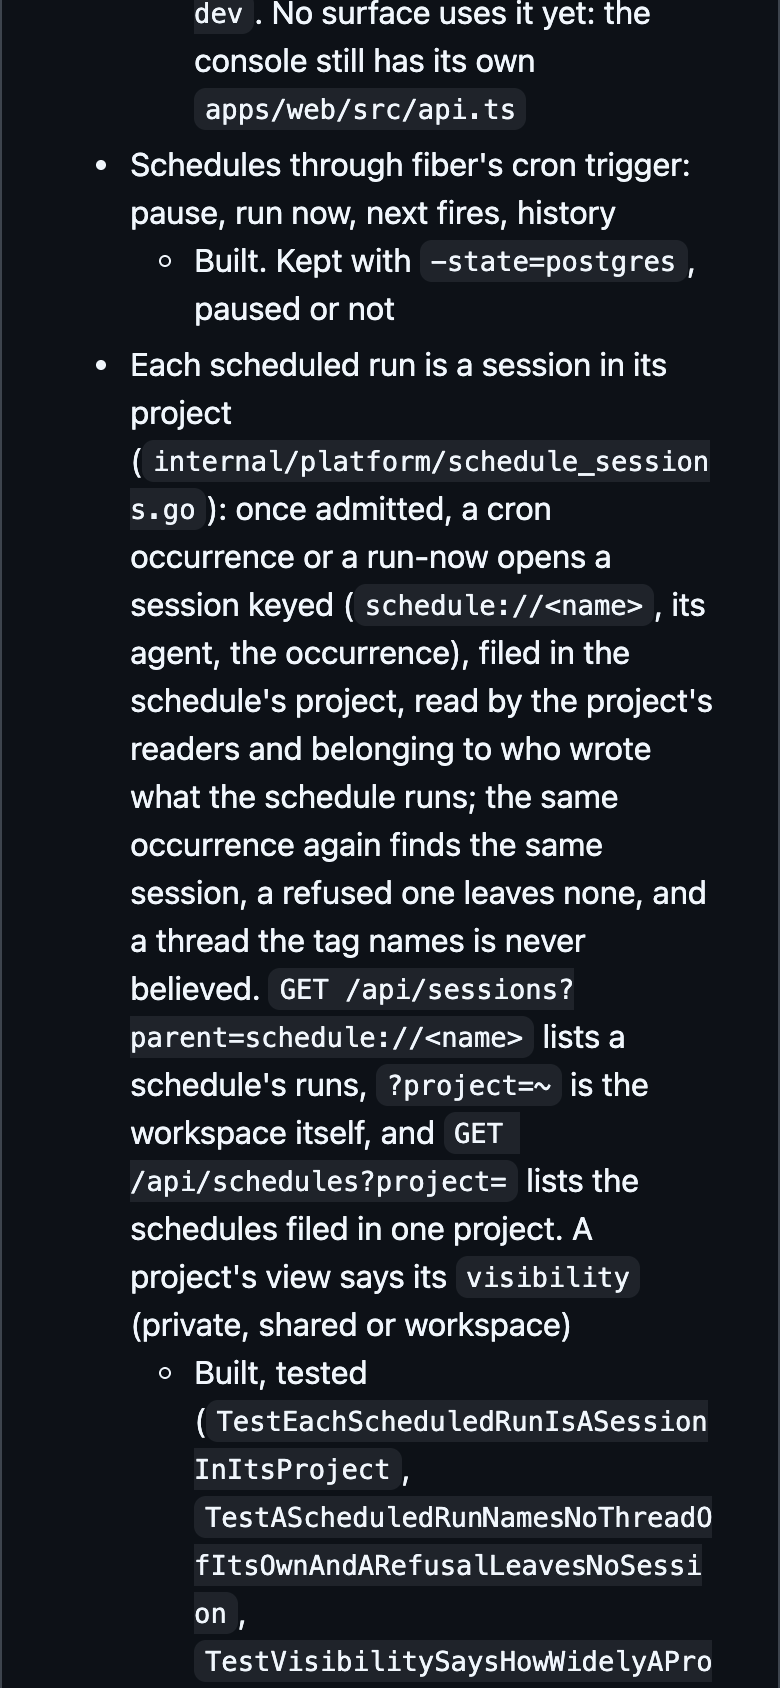 dev . No surface uses it yet: the
console still has its own
apps/web/src/api.ts
• Schedules through fiber's cron trigger:
pause, run now, next fires, history
◦ Built. Kept with -state=postgres ,
paused or not
• Each scheduled run is a session in its
project
( internal/platform/schedule_session
s.go ): once admitted, a cron
occurrence or a run-now opens a
session keyed ( schedule://<name> , its
agent, the occurrence), filed in the
schedule's project, read by the project's
readers and belonging to who wrote
what the schedule runs; the same
occurrence again finds the same
session, a refused one leaves none, and
a thread the tag names is never
believed. GET /api/sessions?
parent=schedule://<name> lists a
schedule's runs, ?project=~ is the
workspace itself, and GET
/api/schedules?project= lists the
schedules filed in one project. A
project's view says its visibility
(private, shared or workspace)
◦ Built, tested
( TestEachScheduledRunIsASession
InItsProject ,
TestAScheduledRunNamesNoThreadO
fItsOwnAndARefusalLeavesNoSessi
on ,
TestVisibilitySaysHowWidelyAPro